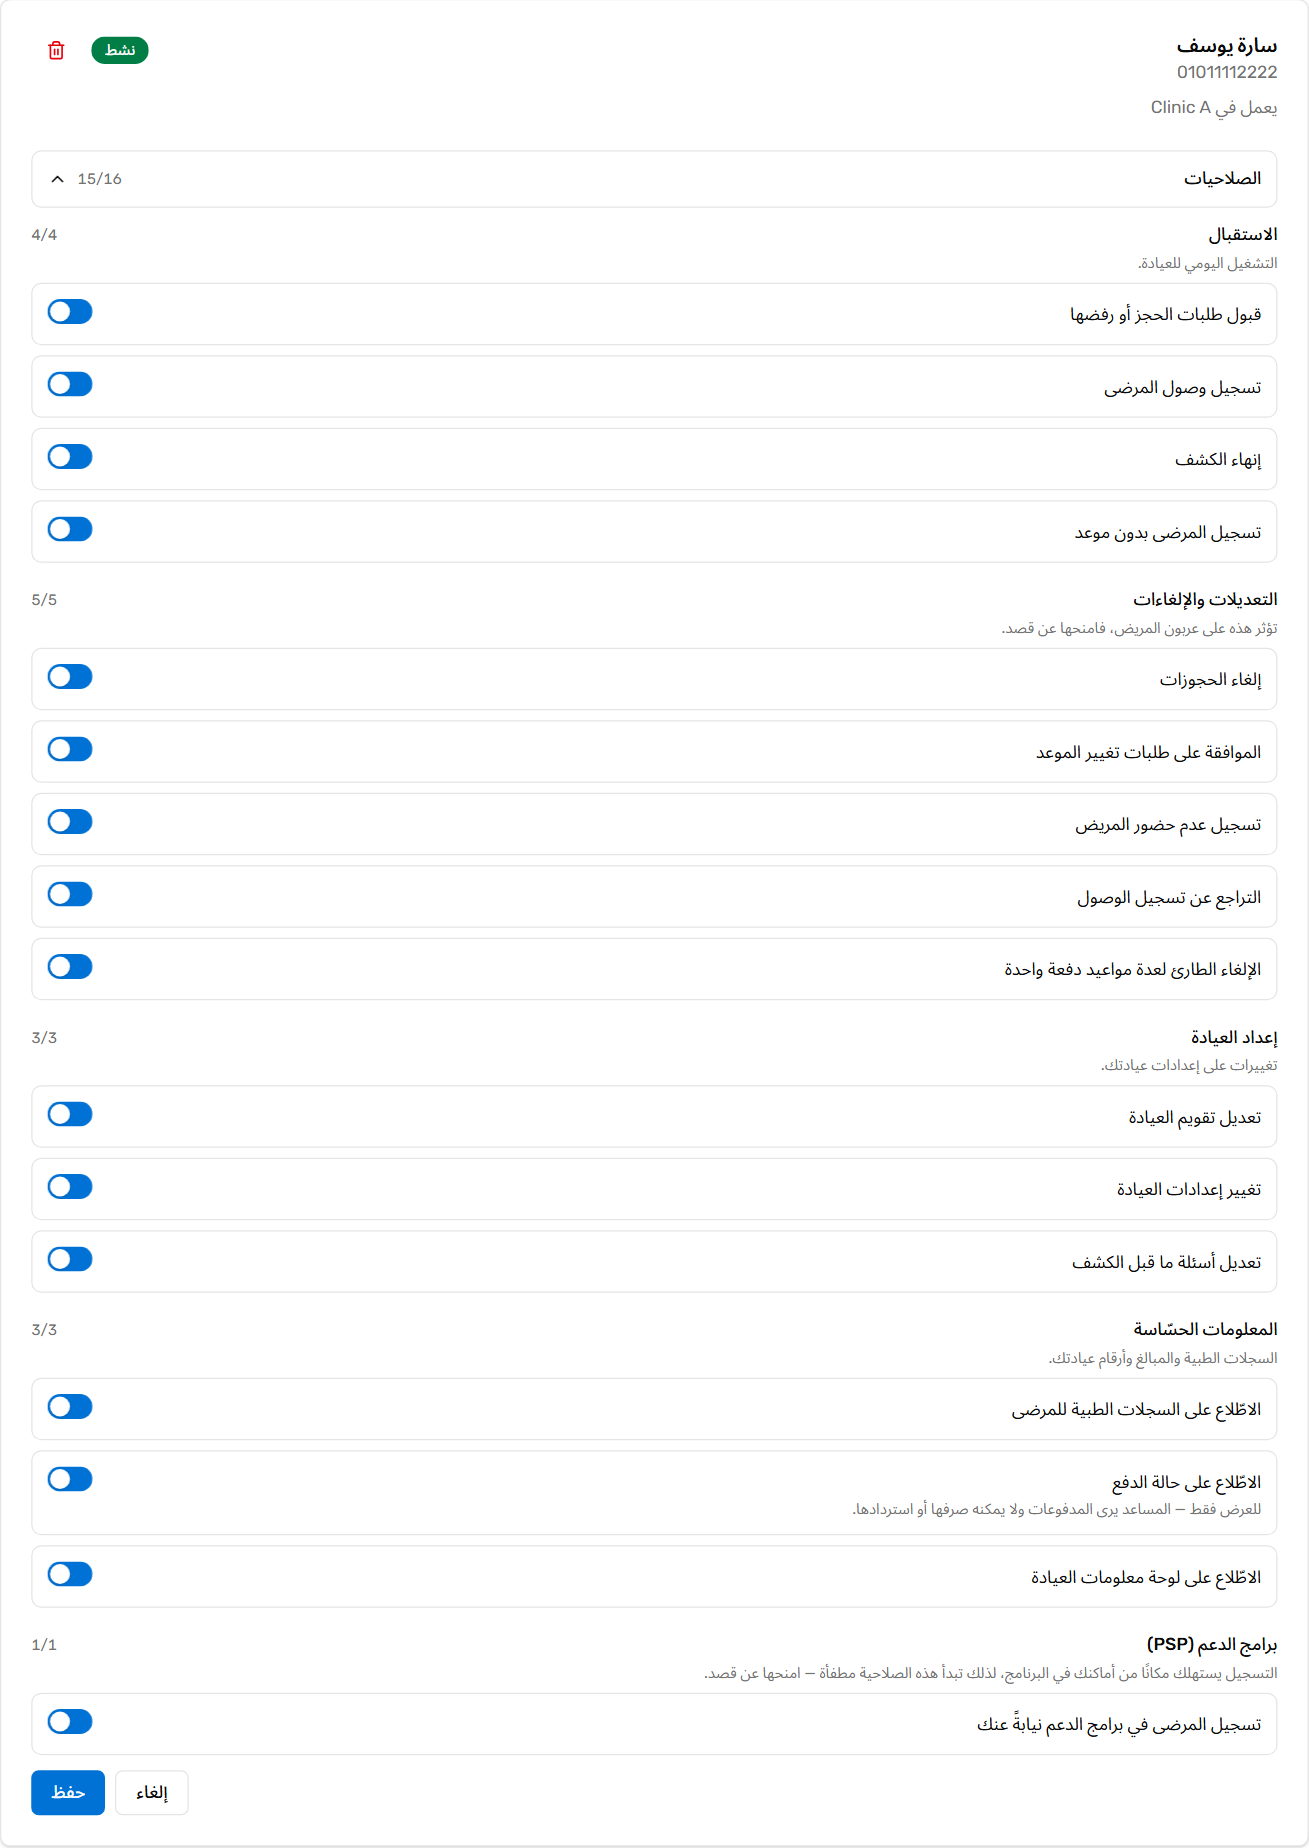 سارة يوسف
نشط
01011112222
يعمل في Clinic A
الصلاحيات
15/16
الاستقبال
4/4
التشغيل اليومي للعيادة.
قبول طلبات الحجز أو رفضها
تسجيل وصول المرضى
إنهاء الكشف
تسجيل المرضى بدون موعد
التعديلات والإلغاءات
5/5
تؤثر هذه على عربون المريض، فامنحها عن قصد.
إلغاء الحجوزات
الموافقة على طلبات تغيير الموعد
تسجيل عدم حضور المريض
التراجع عن تسجيل الوصول
الإلغاء الطارئ لعدة مواعيد دفعة واحدة
إعداد العيادة
3/3
تغييرات على إعدادات عيادتك.
تعديل تقويم العيادة
تغيير إعدادات العيادة
تعديل أسئلة ما قبل الكشف
المعلومات الحسّاسة
3/3
السجلات الطبية والمبالغ وأرقام عيادتك.
الاطّلاع على السجلات الطبية للمرضى
الاطّلاع على حالة الدفع
للعرض فقط — المساعد يرى المدفوعات ولا يمكنه صرفها أو استردادها.
الاطّلاع على لوحة معلومات العيادة
برامج الدعم (PSP)
1/1
التسجيل يستهلك مكانًا من أماكنك في البرنامج، لذلك تبدأ هذه الصلاحية مطفأة — امنحها عن قصد.
تسجيل المرضى في برامج الدعم نيابةً عنك
إلغاء
حفظ